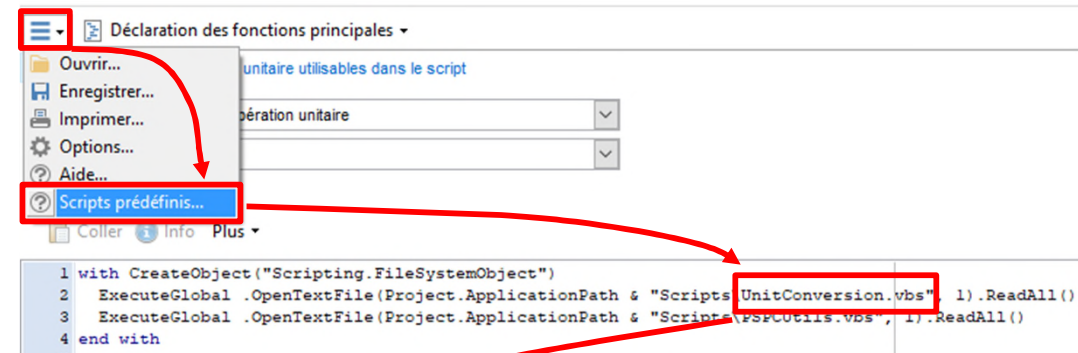 Déclaration des fonctions principales
Ouvrir...
unitaire utilisables dans le script
Enregistrer...
Imprimer...
pération unitaire
Options...
Aide...
Scripts prédéfinis...
Coller Info Plus
1 with CreateObject("Scripting.FileSystemObject")
2 ExecuteGlobal .OpenTextFile(Project.ApplicationPath & "Scripts\UnitConversion.vbs", 1).ReadAll()
3 ExecuteGlobal .OpenTextFile(Project.ApplicationPath & "Scripts\PSPCUtils.vbs", 1).ReadAll()
4 end with